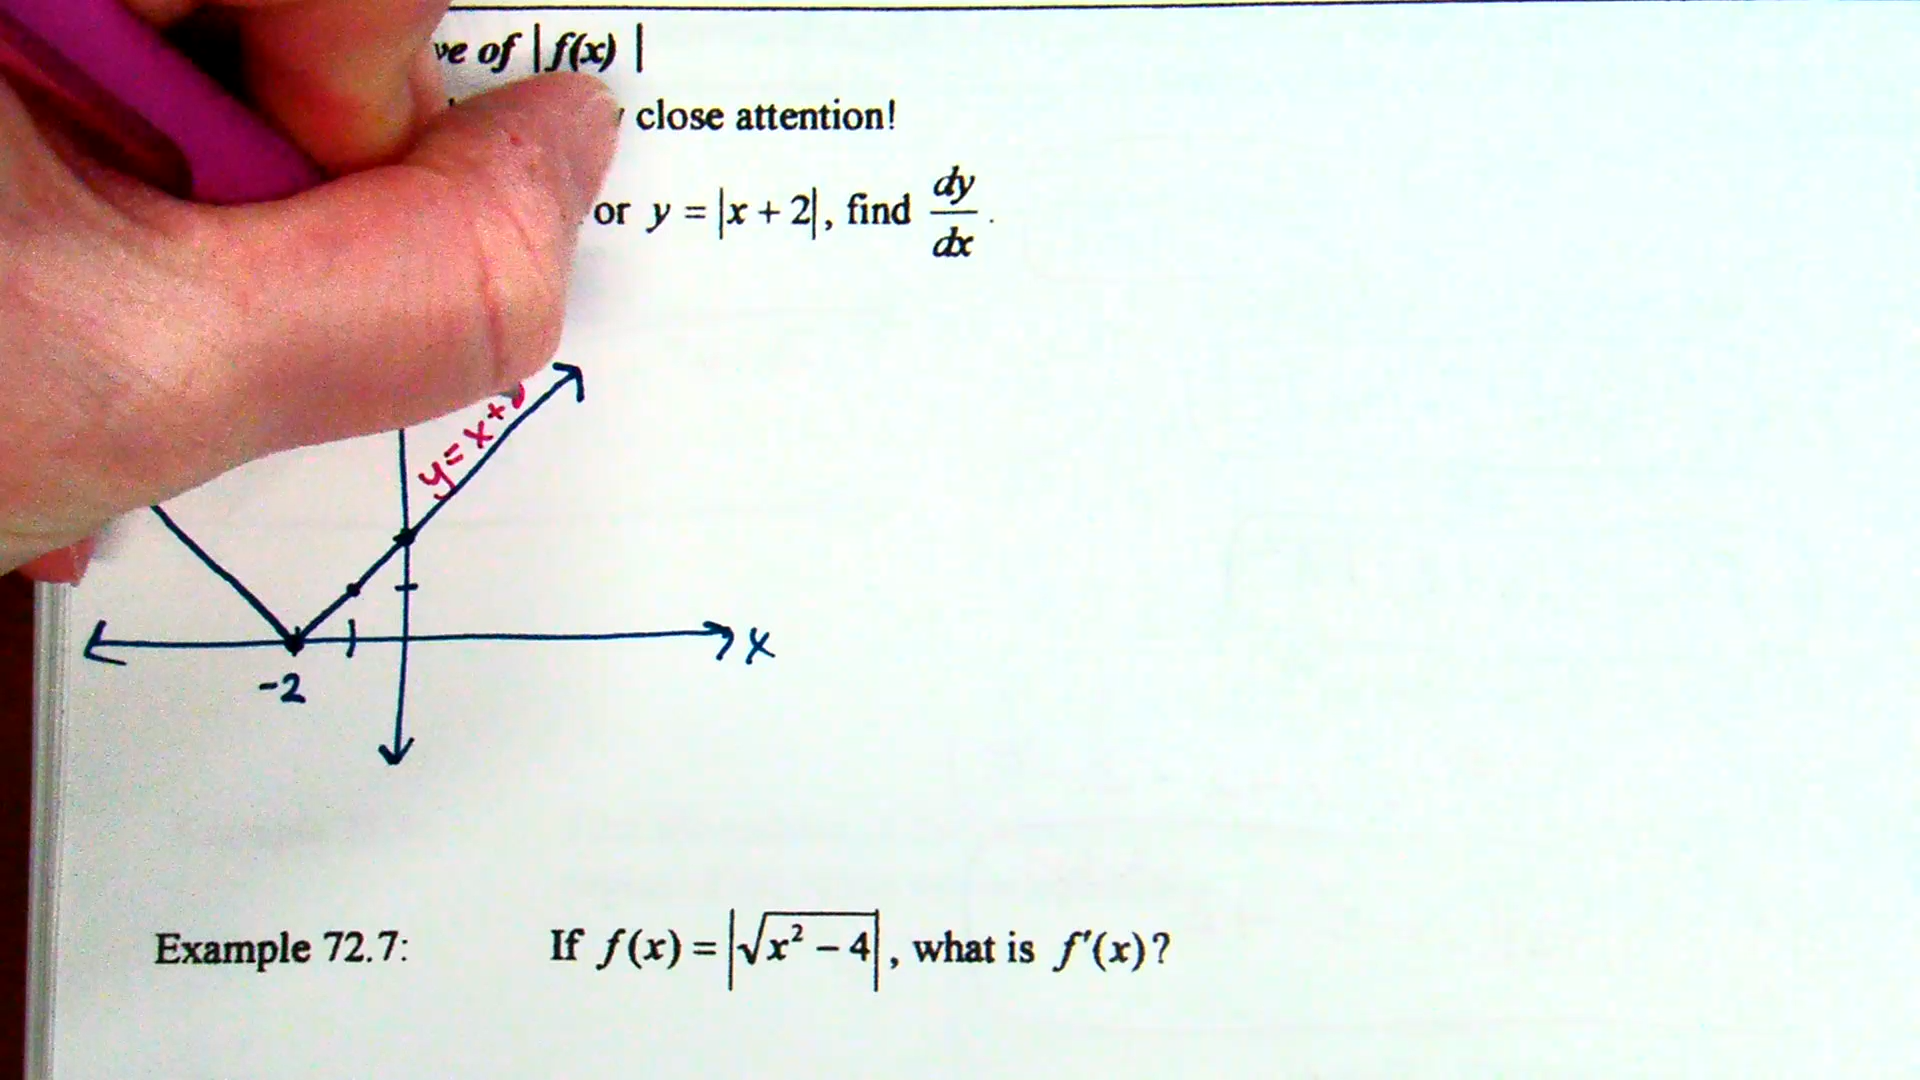 ve of | f(x) |
close attention!
or y = |x + 2|, find dy/dx.
y = x +
x
-2
Example 72.7: If f(x) = |√(x² – 4)|, what is f′(x)?